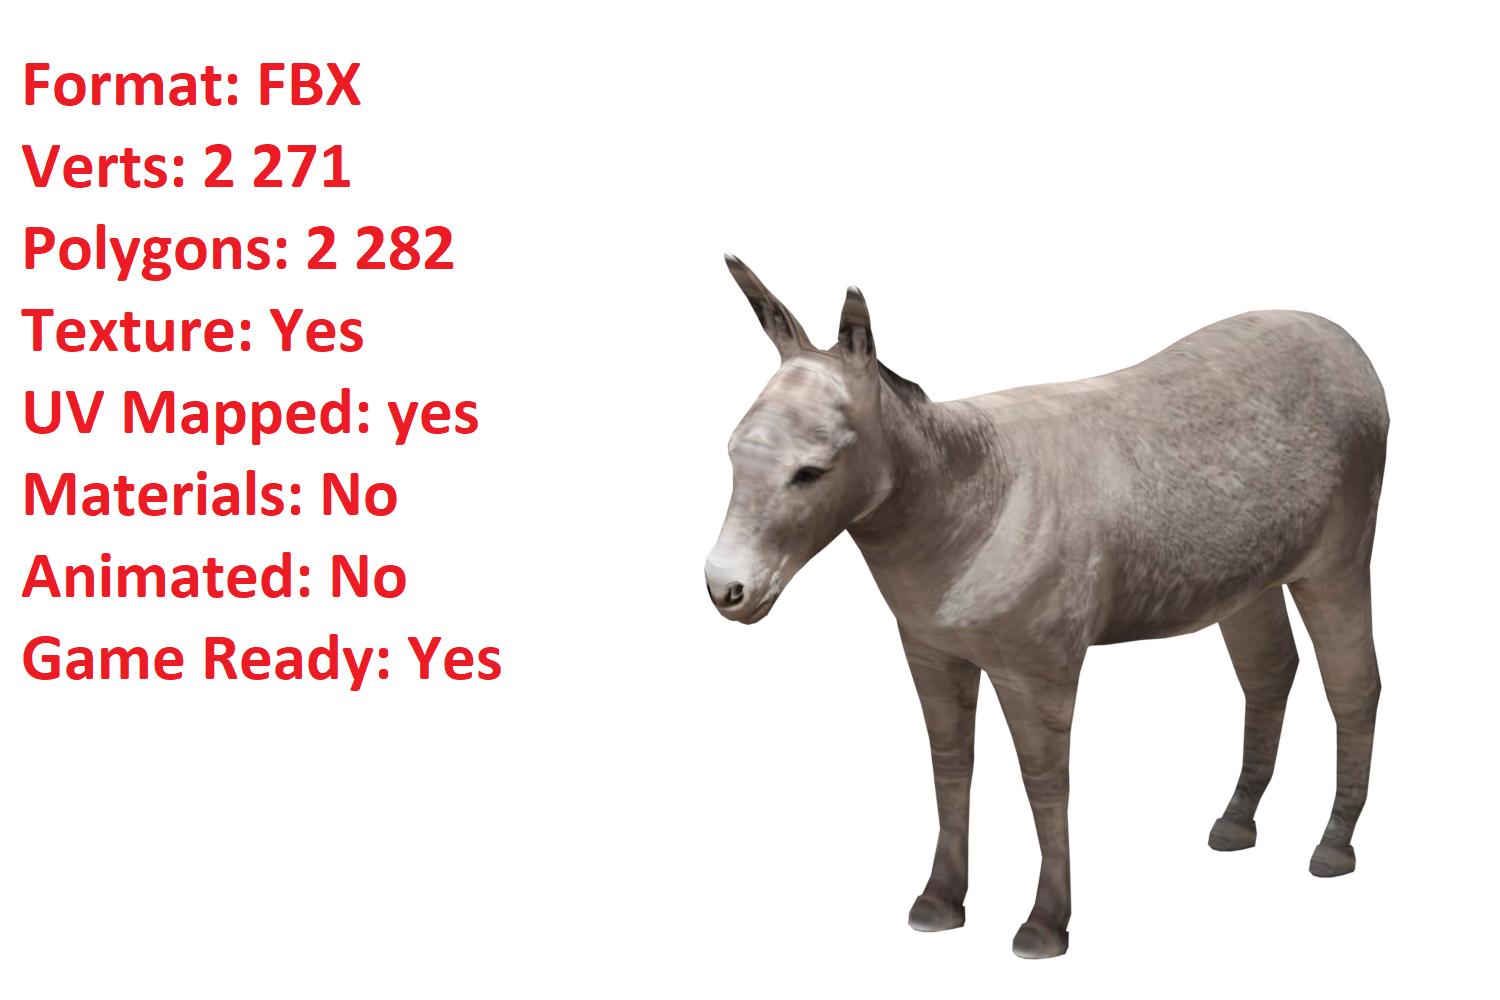 Format: FBX
Verts: 2 271
Polygons: 2 282
Texture: Yes
UV Mapped: yes
Materials: No
Animated: No
Game Ready: Yes